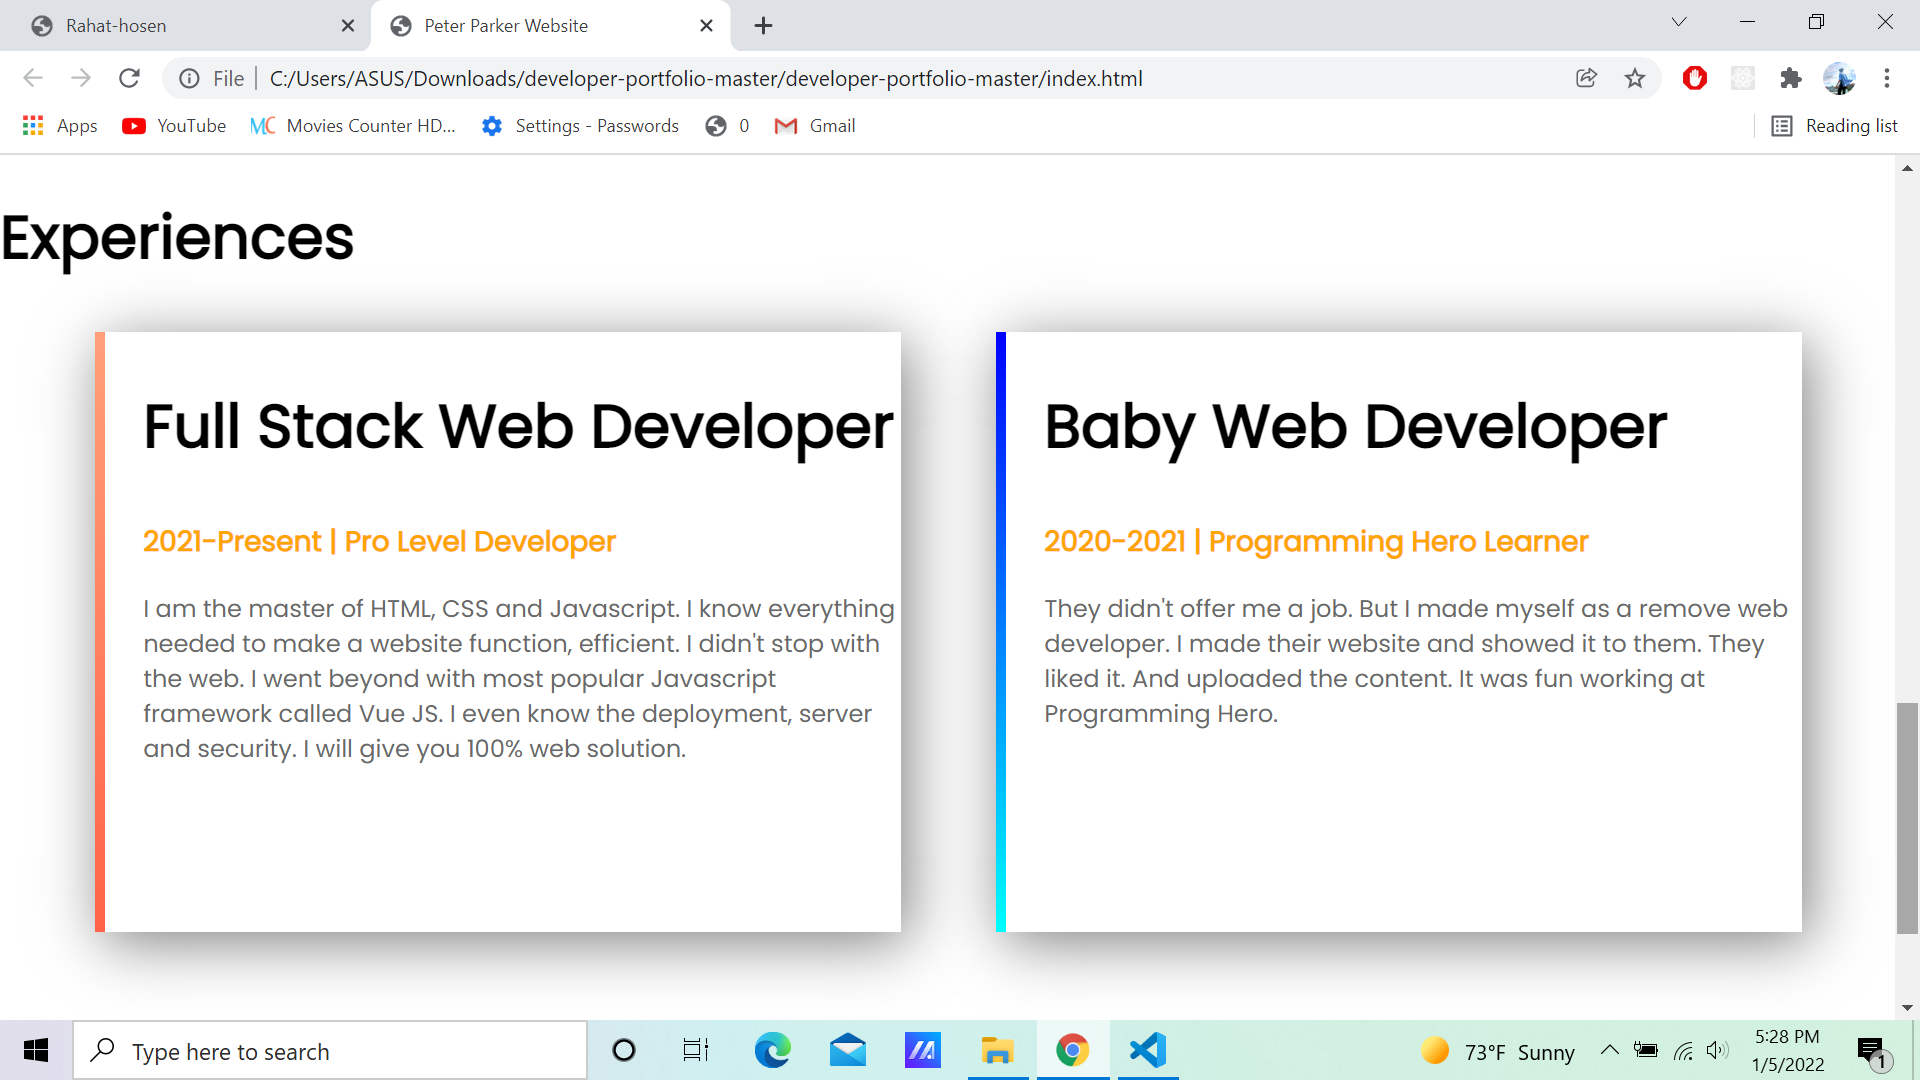 Rahat-hosen
Peter Parker Website
File
C:/Users/ASUS/Downloads/developer-portfolio-master/developer-portfolio-master/index.html
Apps
YouTube
MC Movies Counter HD...
Settings - Passwords
0
Gmail
Reading list
Experiences
Full Stack Web Developer
2021-Present | Pro Level Developer
I am the master of HTML, CSS and Javascript. I know everything
needed to make a website function, efficient. I didn't stop with
the web. I went beyond with most popular Javascript
framework called Vue JS. I even know the deployment, server
and security. I will give you 100% web solution.
Baby Web Developer
2020-2021 | Programming Hero Learner
They didn't offer me a job. But I made myself as a remove web
developer. I made their website and showed it to them. They
liked it. And uploaded the content. It was fun working at
Programming Hero.
Type here to search
73°F Sunny
5:28 PM
1/5/2022
1